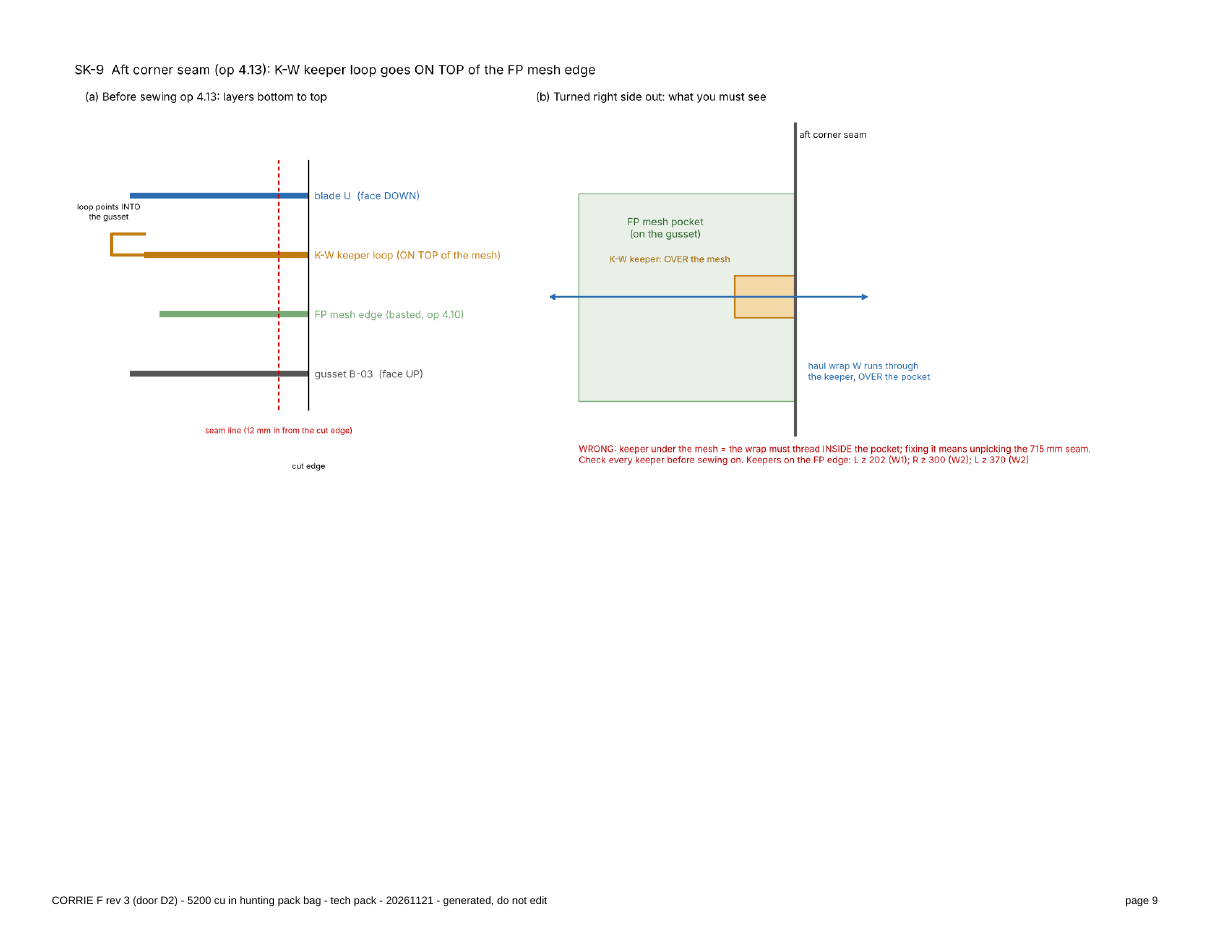 SK-9 Aft corner seam (op 4.13): K-W keeper loop goes ON TOP of the FP mesh edge
(a) Before sewing op 4.13: layers bottom to top
blade U (face DOWN)
loop points INTO
the gusset
K-W keeper loop (ON TOP of the mesh)
FP mesh edge (basted, op 4.10)
gusset B-03 (face UP)
seam line (12 mm in from the cut edge)
cut edge
(b) Turned right side out: what you must see
aft corner seam
FP mesh pocket
(on the gusset)
K-W keeper: OVER the mesh
haul wrap W runs through
the keeper, OVER the pocket
WRONG: keeper under the mesh = the wrap must thread INSIDE the pocket; fixing it means unpicking the 715 mm seam.
Check every keeper before sewing on. Keepers on the FP edge: L z 202 (W1); R z 300 (W2); L z 370 (W2)
CORRIE F rev 3 (door D2) - 5200 cu in hunting pack bag - tech pack - 20261121 - generated, do not edit
page 9